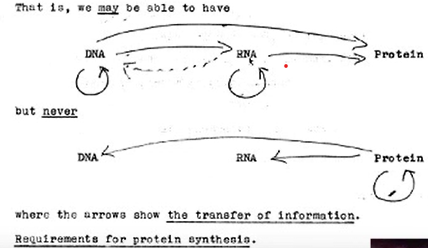 That is, we may be able to have
DNA RNA Protein
but never
DNA RNA Protein
where the arrows show the transfer of information.
Requirements for protein synthesis.